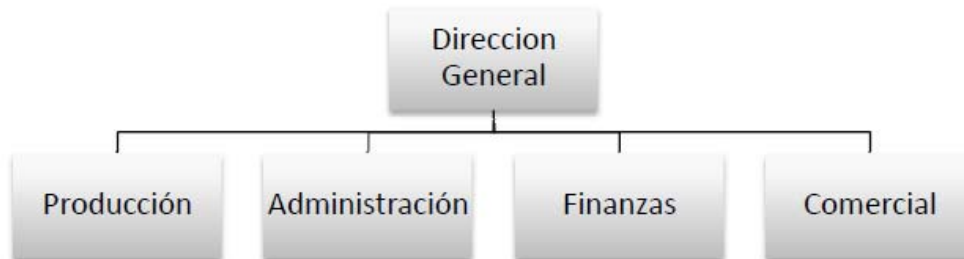 Direccion
General
Producción
Administración
Finanzas
Comercial